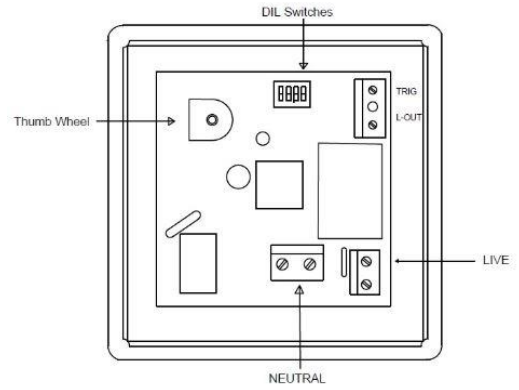 DIL Switches
TRIG
Thumb Wheel
L-OUT
LIVE
NEUTRAL